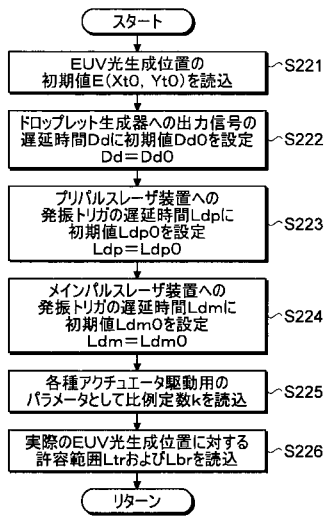 スタート
EUV光生成位置の
初期値E(Xt0, Yt0)を読込
S221
ドロップレット生成器への出力信号の
遅延時間Ddに初期値Dd0を設定
Dd=Dd0
S222
プリパルスレーザ装置への
発振トリガの遅延時間Ldpに
初期値Ldp0を設定
Ldp=Ldp0
S223
メインパルスレーザ装置への
発振トリガの遅延時間Ldmに
初期値Ldm0を設定
Ldm=Ldm0
S224
各種アクチュエータ駆動用の
パラメータとして比例定数kを読込
S225
実際のEUV光生成位置に対する
許容範囲LtrおよびLbrを読込
S226
リターン